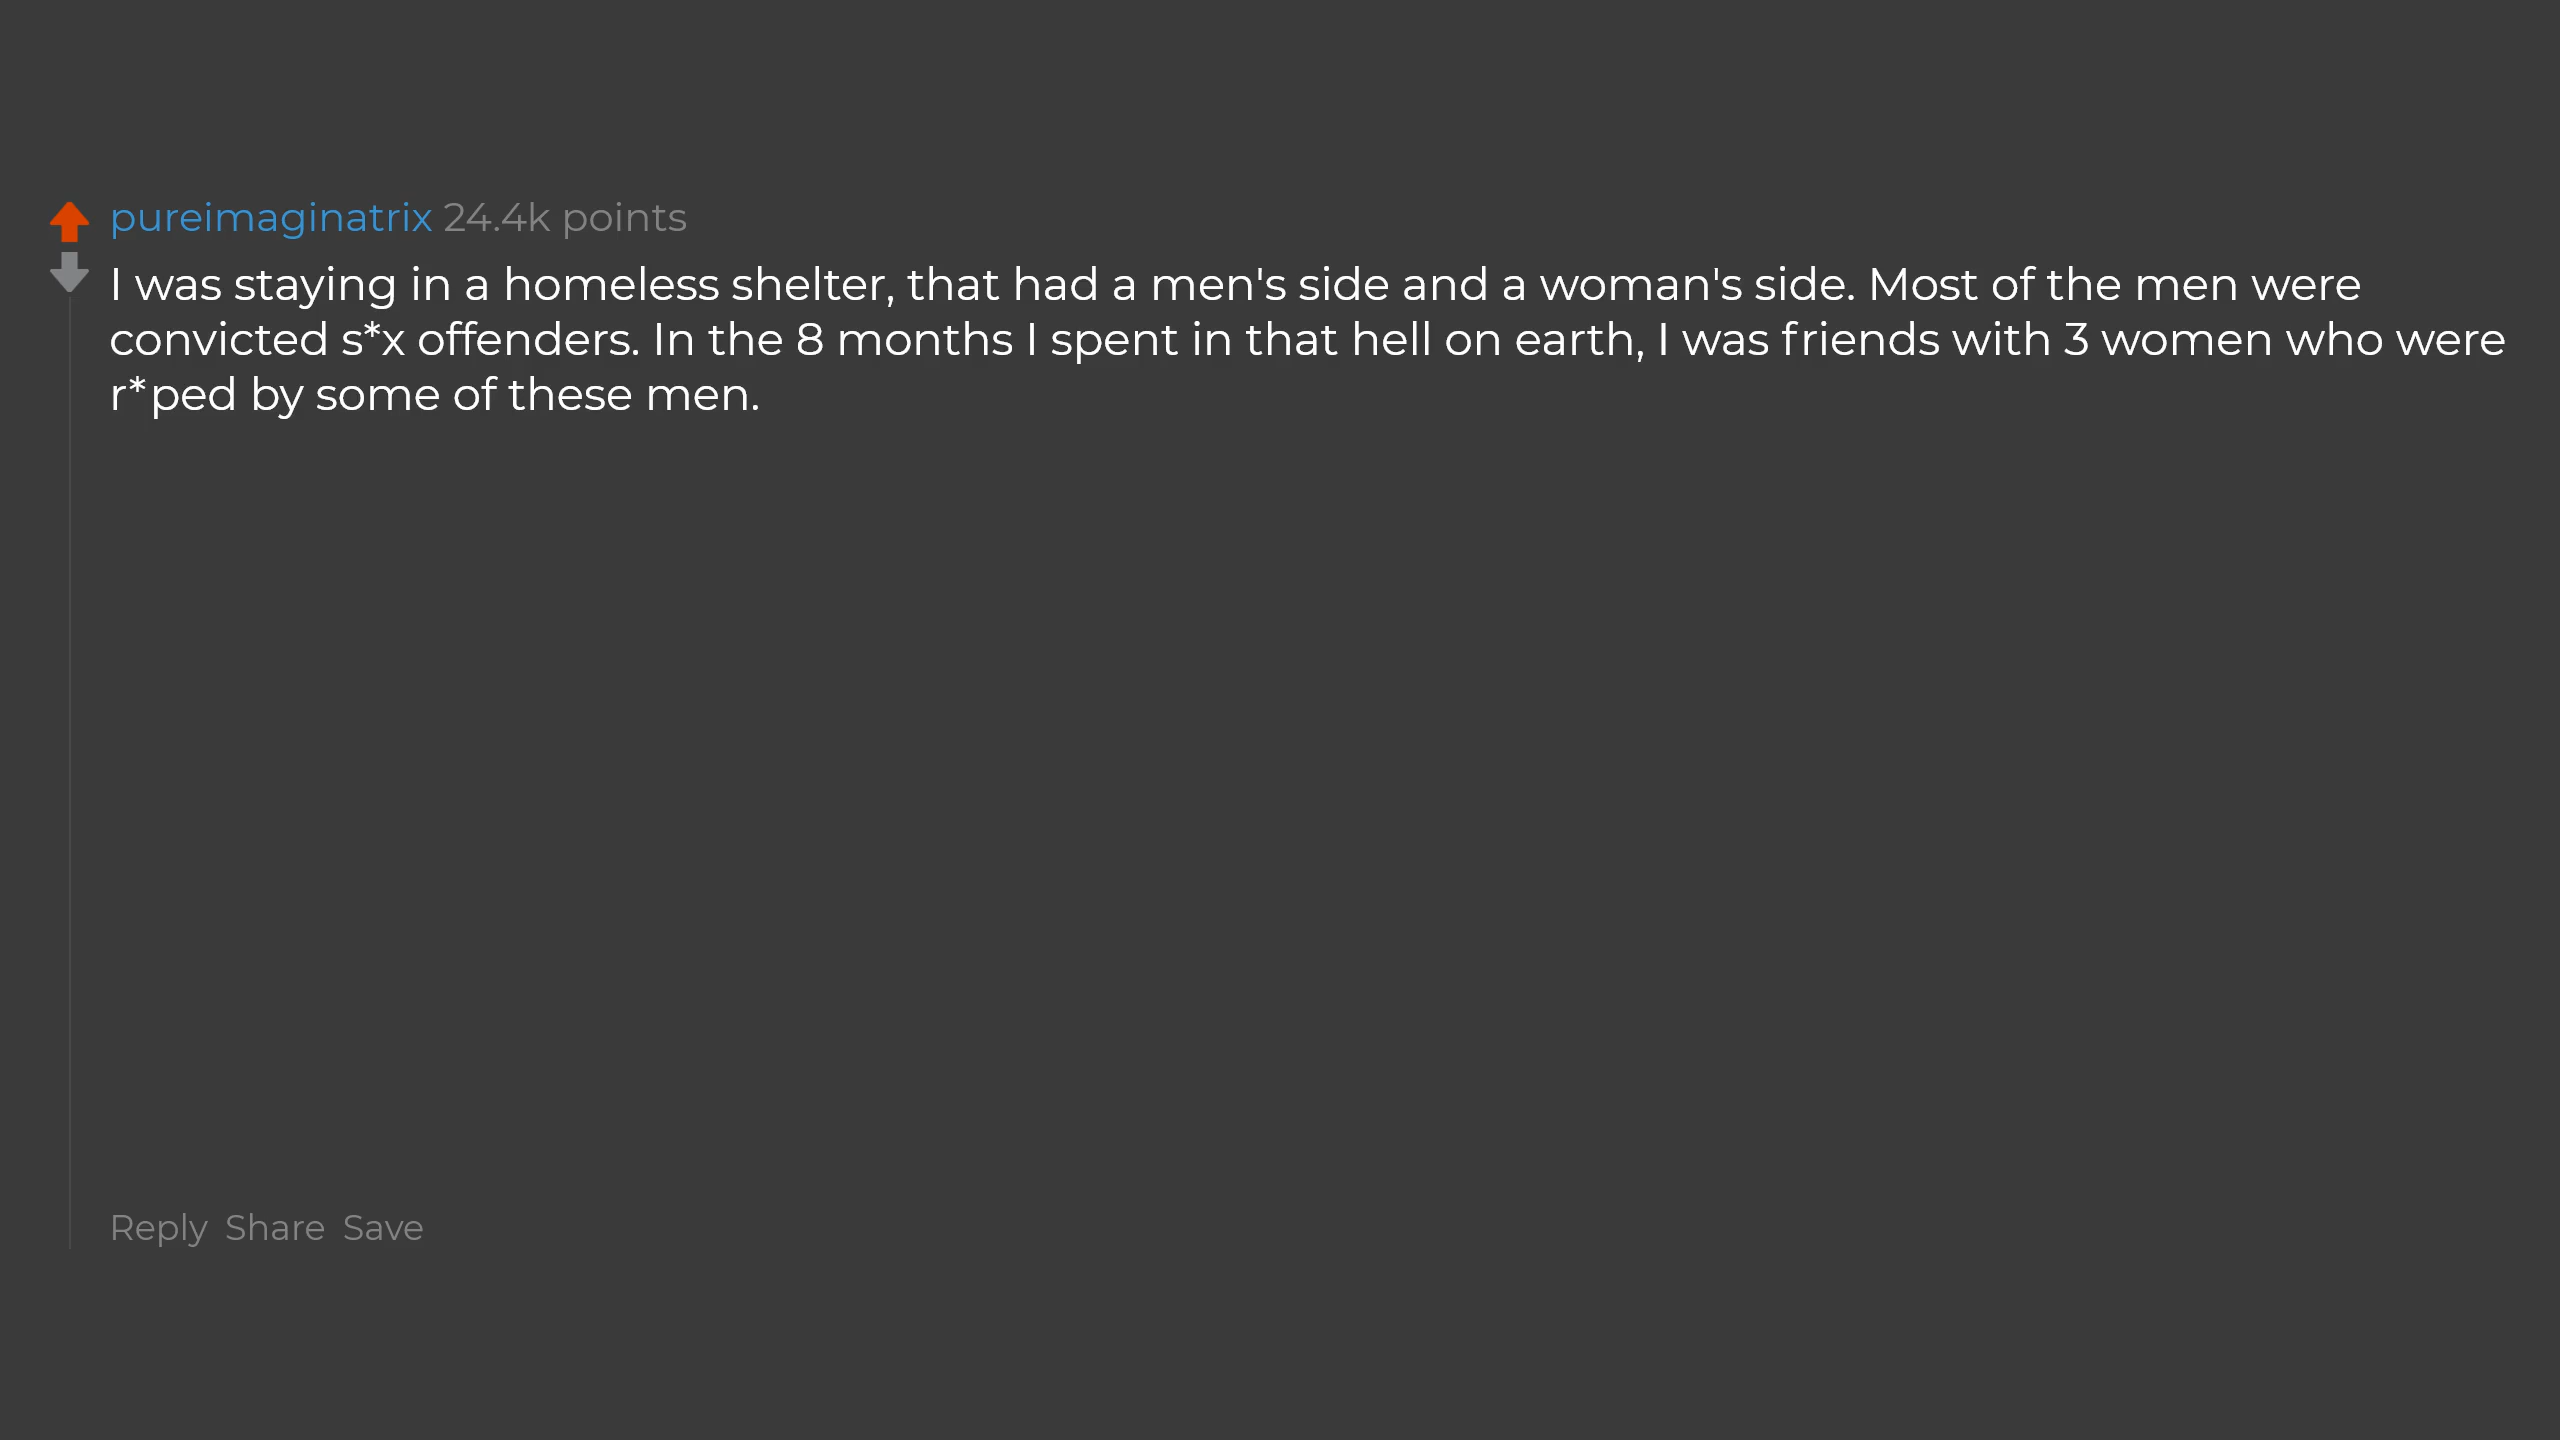 pureimaginatrix 24.4k points
I was staying in a homeless shelter, that had a men's side and a woman's side. Most of the men were
convicted s*x offenders. In the 8 months I spent in that hell on earth, I was friends with 3 women who were
r*ped by some of these men.
Reply Share Save